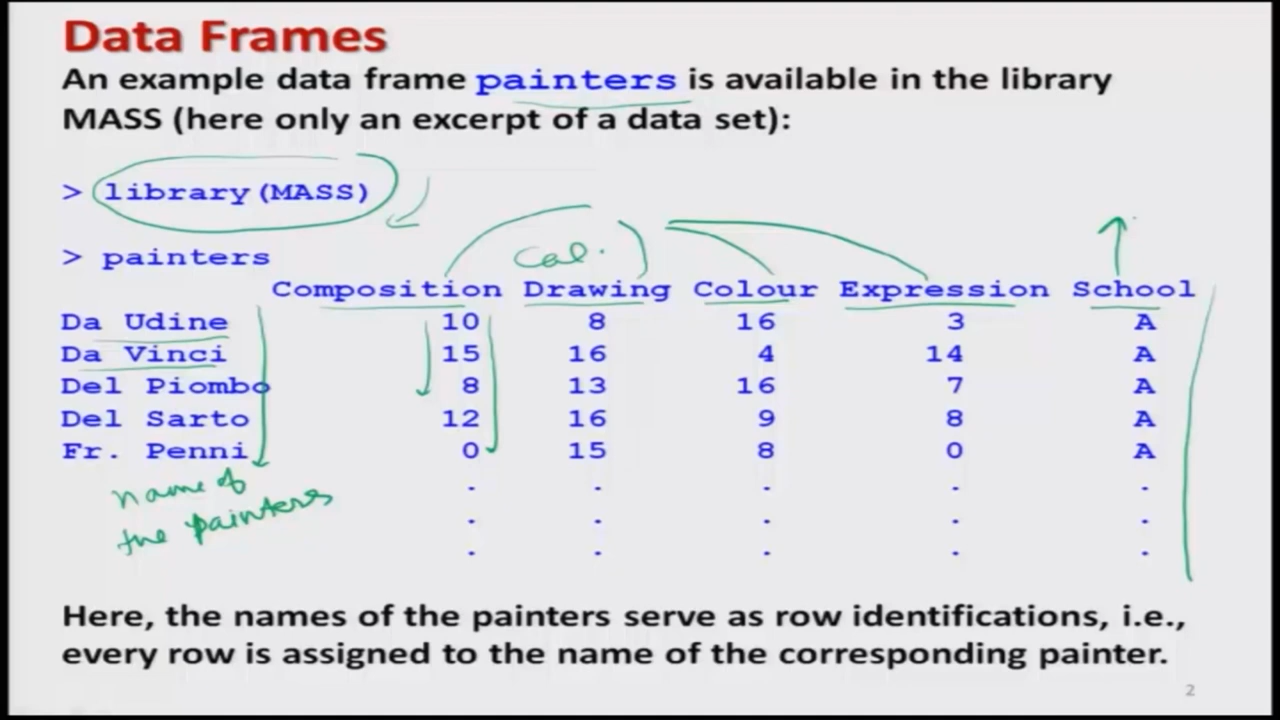 Data Frames
An example data frame painters is available in the library
MASS (here only an excerpt of a data set):
> library(MASS)
> painters
Cal.
Composition Drawing Colour Expression School
Da Udine 10 8 16 3 A
Da Vinci 15 16 4 14 A
Del Piombo 8 13 16 7 A
Del Sarto 12 16 9 8 A
Fr. Penni 0 15 8 0 A
. . . . .
. . . . .
. . . . .
name of
the painters
Here, the names of the painters serve as row identifications, i.e.,
every row is assigned to the name of the corresponding painter.
2